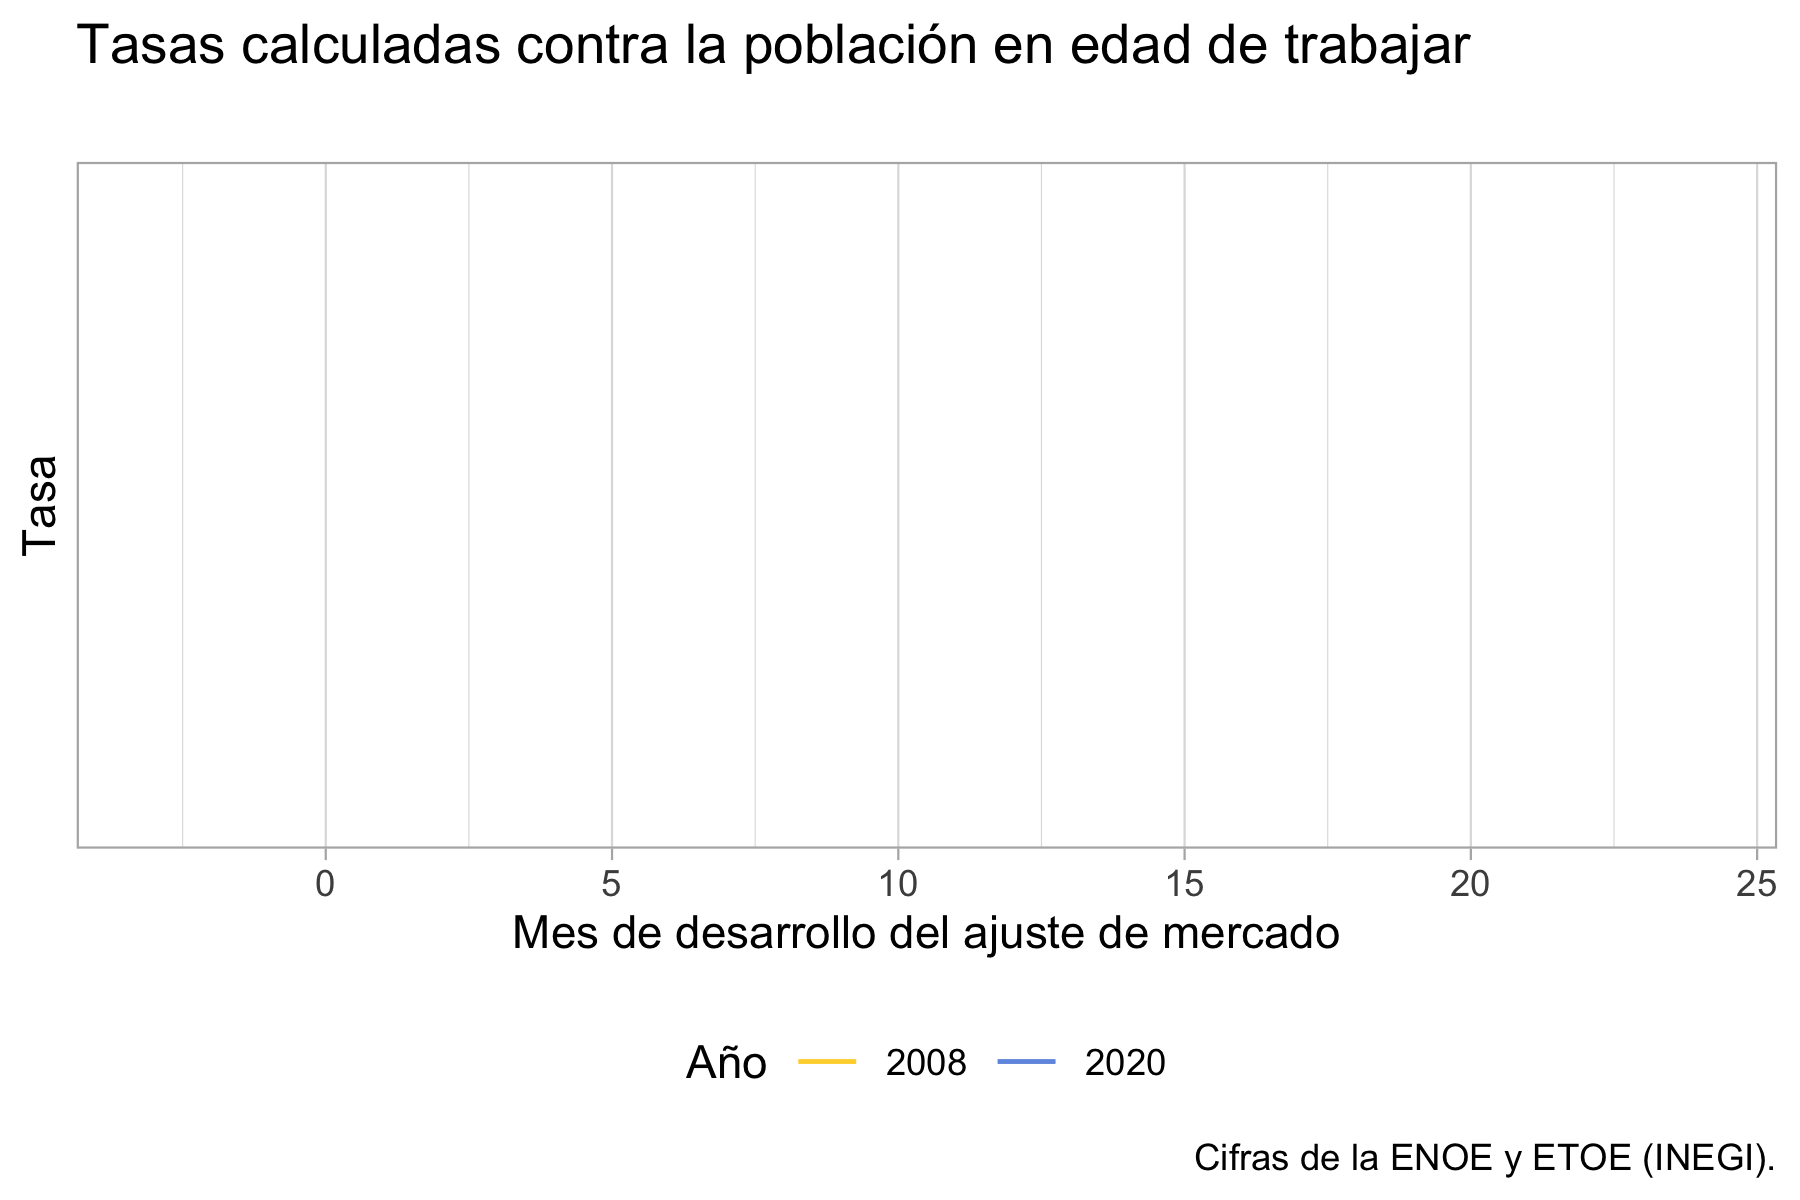 Tasas calculadas contra la población en edad de trabajar
Tasa
0 5 10 15 20 25
Mes de desarrollo del ajuste de mercado
Año 2008 2020
Cifras de la ENOE y ETOE (INEGI).